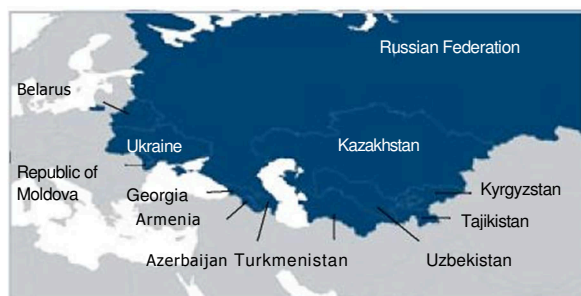 Russian Federation
Belarus
Ukraine
Kazakhstan
Republic of
Moldova
Georgia
Kyrgyzstan
Armenia
Tajikistan
Azerbaijan Turkmenistan
Uzbekistan